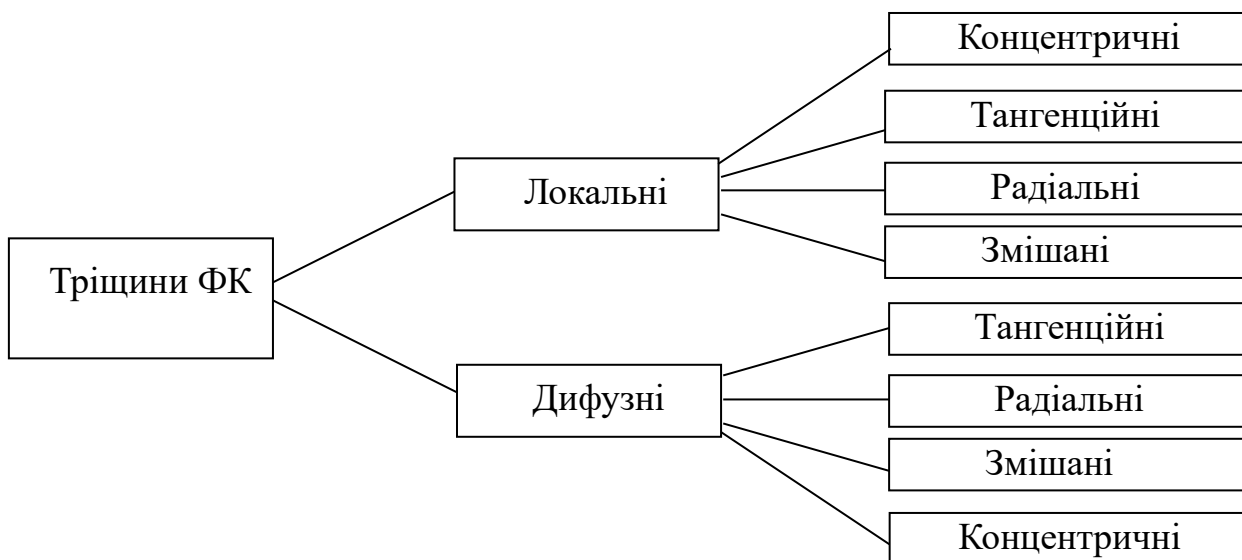 Тріщини ФК
Локальні
Концентричні
Тангенційні
Радіальні
Змішані
Дифузні
Тангенційні
Радіальні
Змішані
Концентричні